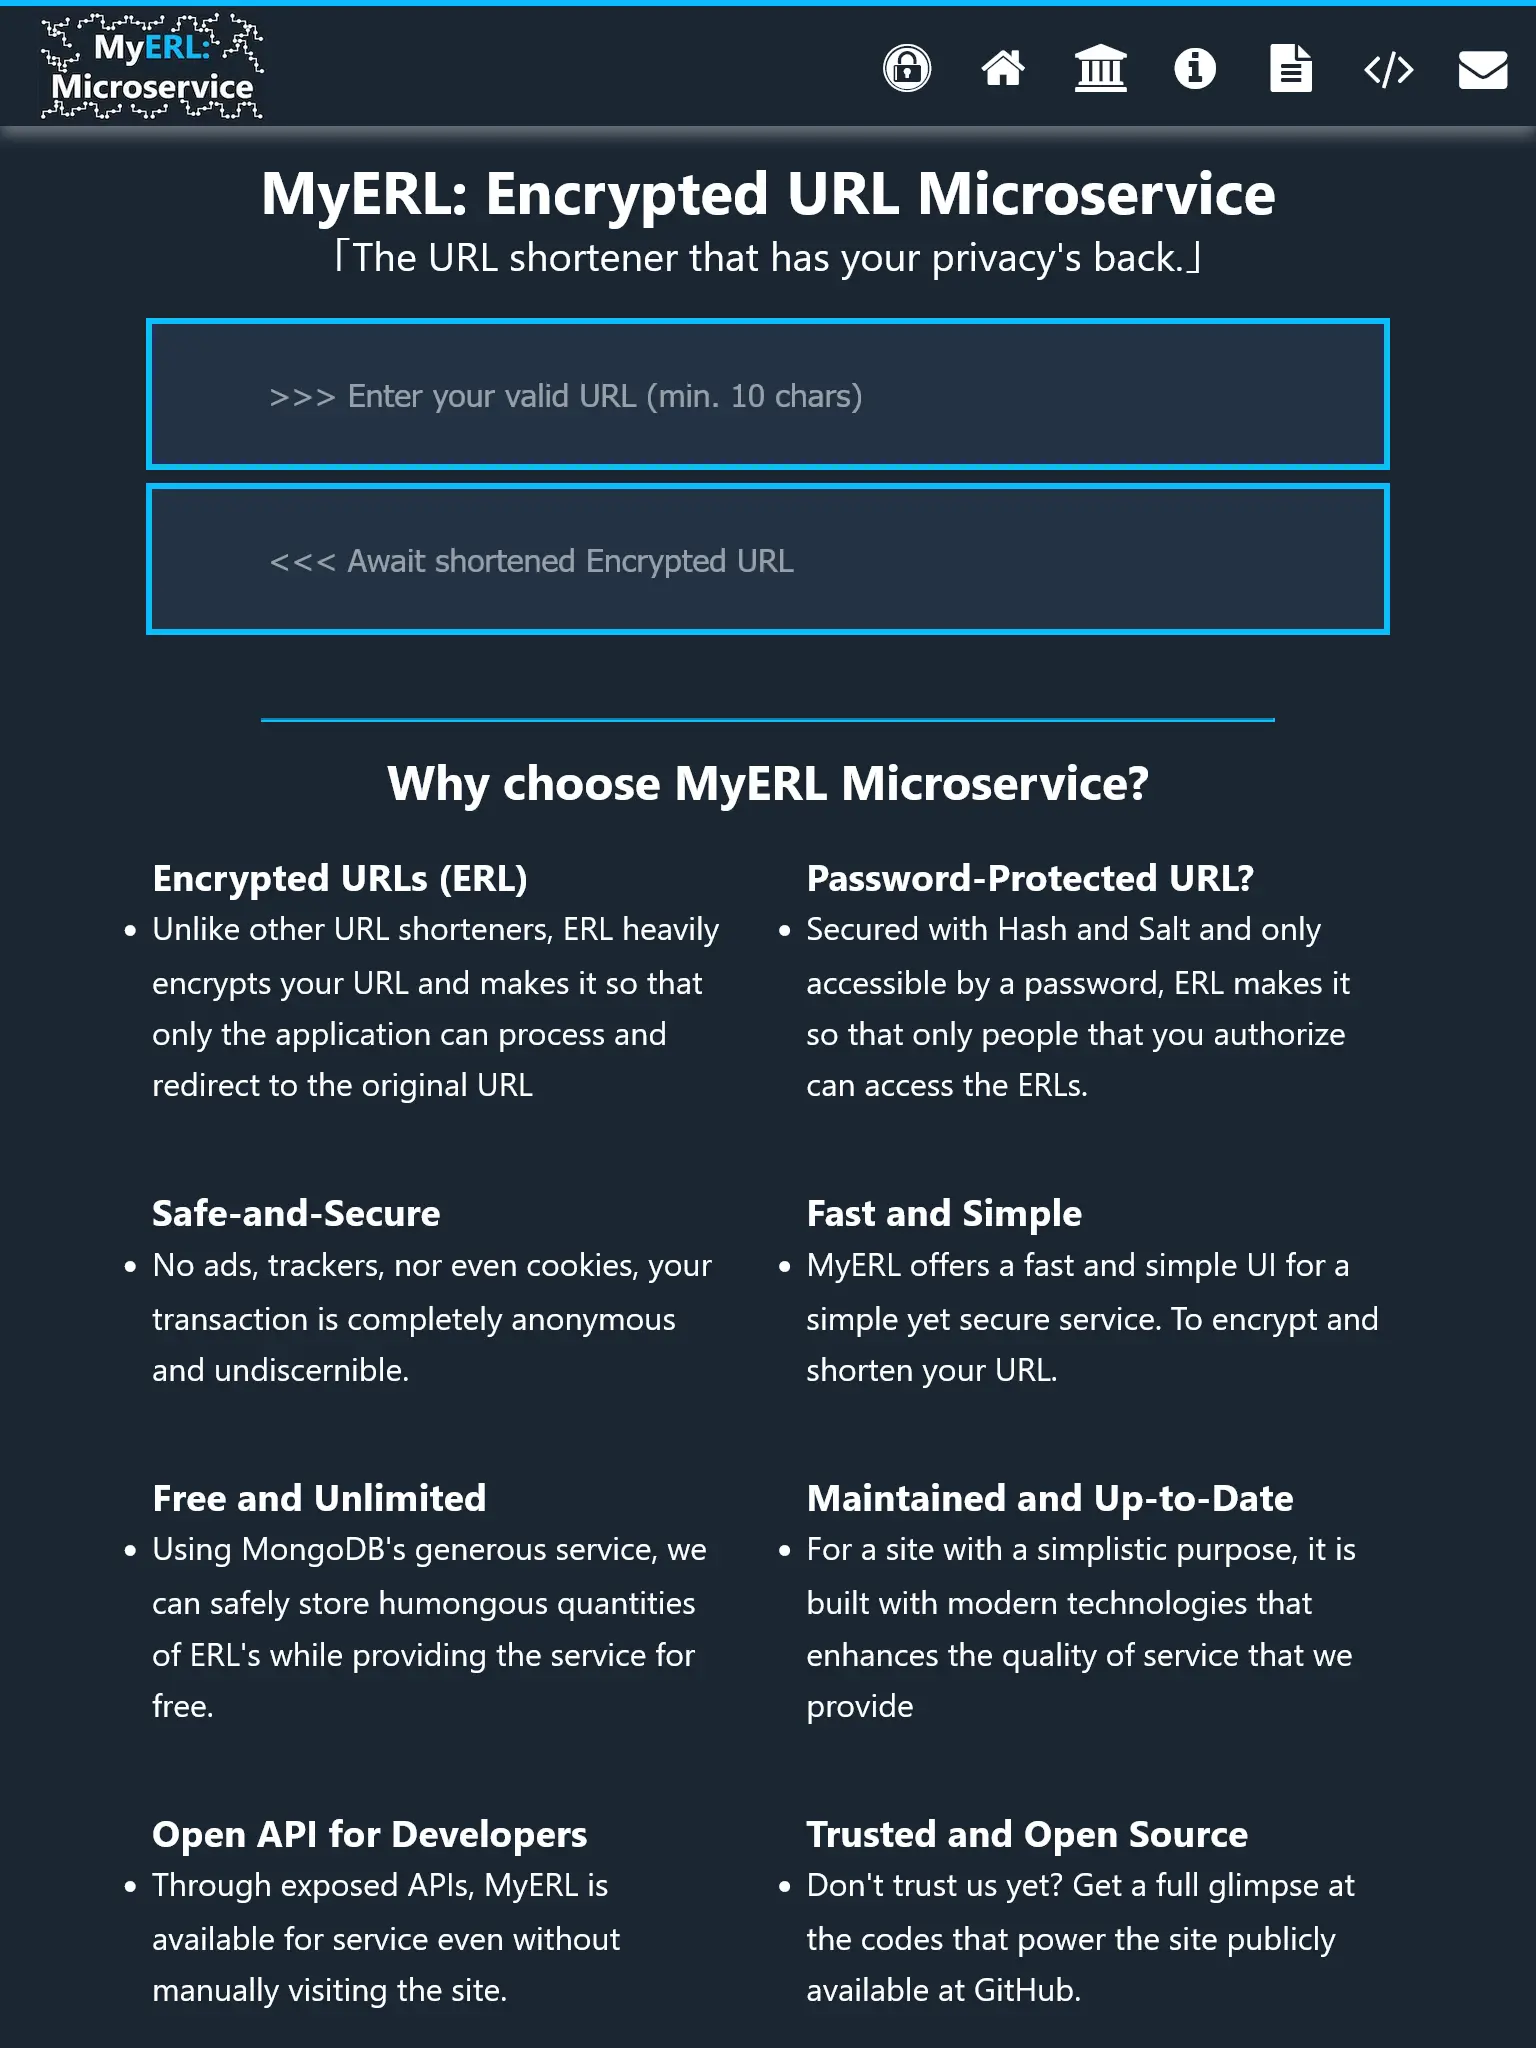 MyERL:
Microservice
MyERL: Encrypted URL Microservice
「The URL shortener that has your privacy's back.」
>>> Enter your valid URL (min. 10 chars)
<<< Await shortened Encrypted URL
Why choose MyERL Microservice?
Encrypted URLs (ERL)
• Unlike other URL shorteners, ERL heavily
encrypts your URL and makes it so that
only the application can process and
redirect to the original URL
Password-Protected URL?
• Secured with Hash and Salt and only
accessible by a password, ERL makes it
so that only people that you authorize
can access the ERLs.
Safe-and-Secure
• No ads, trackers, nor even cookies, your
transaction is completely anonymous
and undiscernible.
Fast and Simple
• MyERL offers a fast and simple UI for a
simple yet secure service. To encrypt and
shorten your URL.
Free and Unlimited
• Using MongoDB's generous service, we
can safely store humongous quantities
of ERL's while providing the service for
free.
Maintained and Up-to-Date
• For a site with a simplistic purpose, it is
built with modern technologies that
enhances the quality of service that we
provide
Open API for Developers
• Through exposed APIs, MyERL is
available for service even without
manually visiting the site.
Trusted and Open Source
• Don't trust us yet? Get a full glimpse at
the codes that power the site publicly
available at GitHub.